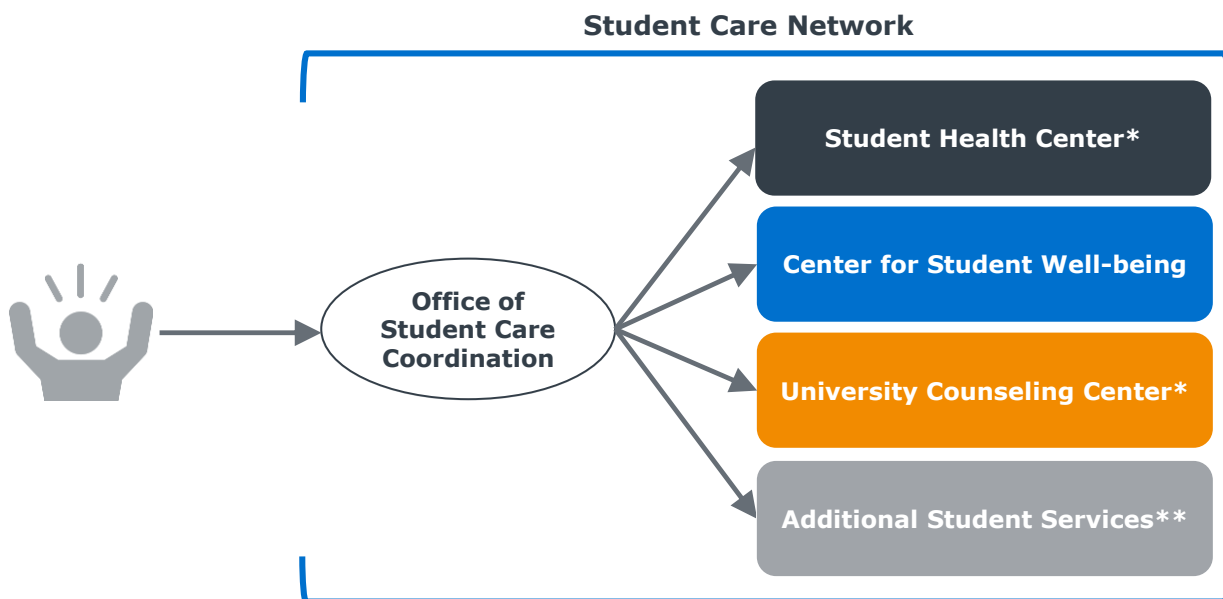 Student Care Network
Student Health Center*
Center for Student Well-being
Office of
Student Care
Coordination
University Counseling Center*
Additional Student Services**